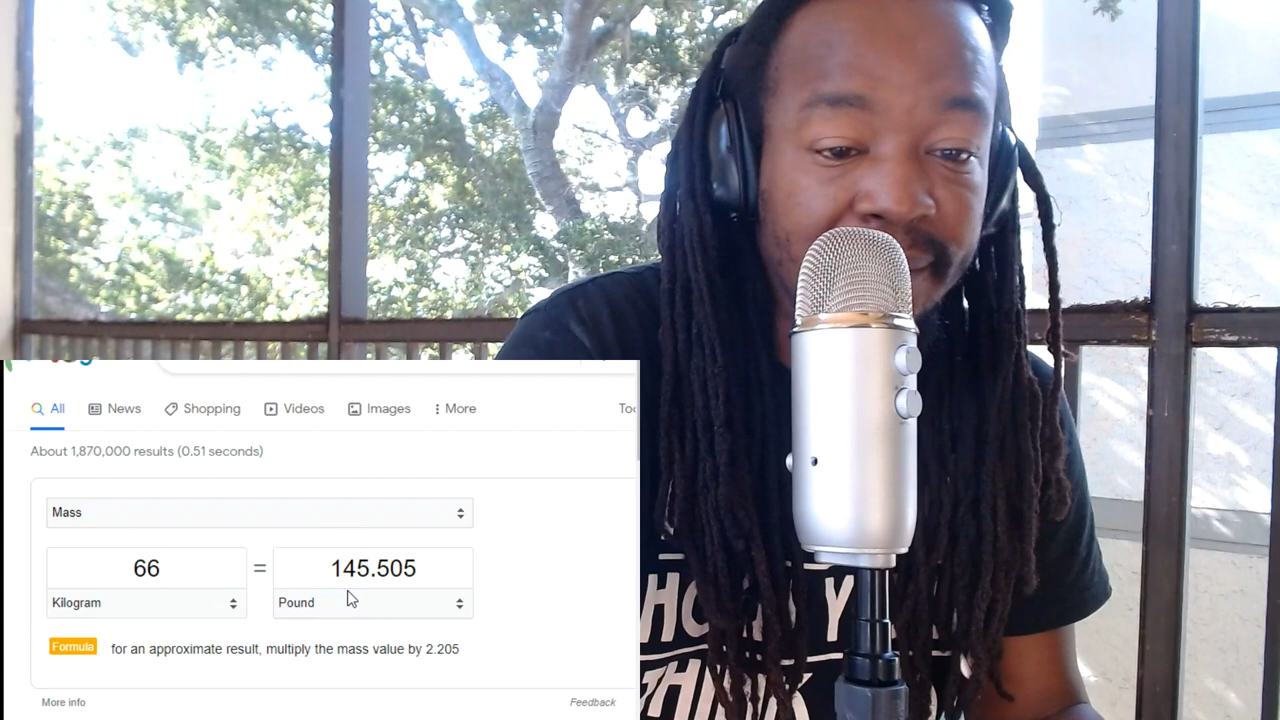 All News Shopping Videos Images More
About 1,870,000 results (0.51 seconds)
Mass
66 = 145.505
Kilogram Pound
Formula for an approximate result, multiply the mass value by 2.205
More info Feedback
THINK